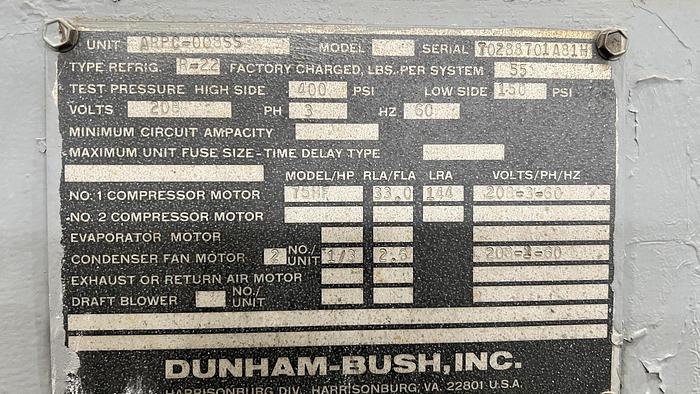 UNIT ARPC-008SS MODEL SERIAL T0288701A81H
TYPE REFRIG. R-22 FACTORY CHARGED, LBS. PER SYSTEM 55
TEST PRESSURE HIGH SIDE 400 PSI LOW SIDE 150 PSI
VOLTS 208 PH 3 HZ 60
MINIMUM CIRCUIT AMPACITY
MAXIMUM UNIT FUSE SIZE - TIME DELAY TYPE
MODEL/HP RLA/FLA LRA VOLTS/PH/HZ
NO. 1 COMPRESSOR MOTOR 33.0 144 208-3-60
NO. 2 COMPRESSOR MOTOR
EVAPORATOR MOTOR
CONDENSER FAN MOTOR 2 NO./UNIT 1/3 2.6 208-1-60
EXHAUST OR RETURN AIR MOTOR
DRAFT BLOWER NO./UNIT
DUNHAM-BUSH, INC.
HARRISONBURG DIV. HARRISONBURG, VA. 22801 U.S.A.